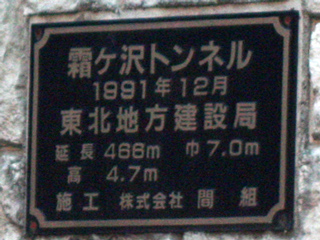 霜ケ沢トンネル
1991年12月
東北地方建設局
延長 468m 巾 7.0m
高 4.7m
施工 株式会社 間組